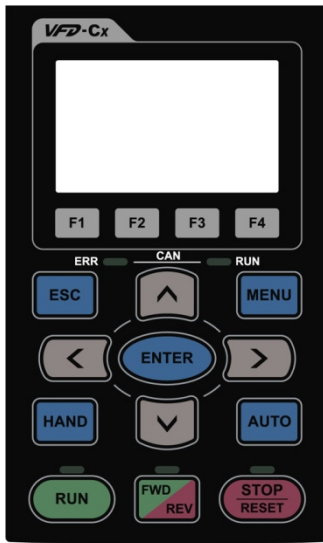 VFD-Cx
F1 F2 F3 F4
ERR CAN RUN
ESC MENU
ENTER
HAND AUTO
RUN FWD REV STOP RESET